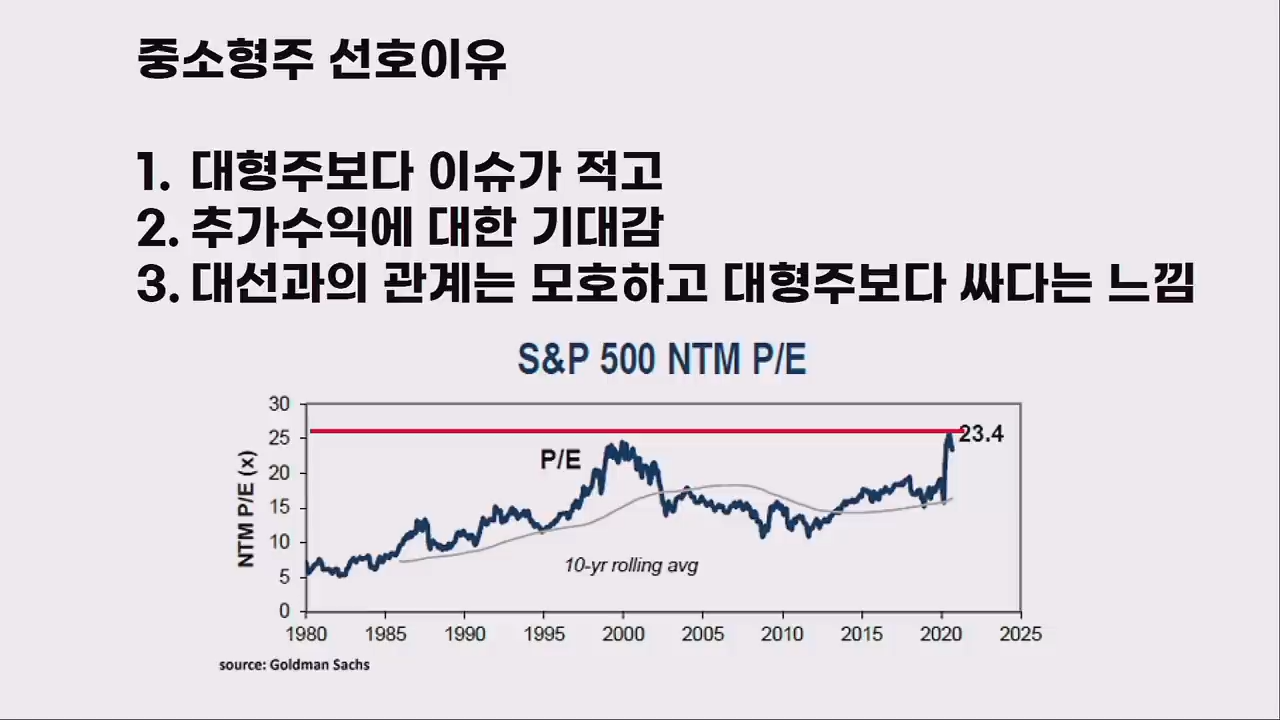 중소형주 선호이유
1. 대형주보다 이슈가 적고
2. 추가수익에 대한 기대감
3. 대선과의 관계는 모호하고 대형주보다 싸다는 느낌
S&P 500 NTM P/E
30
25
20
15
10
5
0
NTM P/E (x)
P/E
23.4
10-yr rolling avg
1980 1985 1990 1995 2000 2005 2010 2015 2020 2025
source: Goldman Sachs